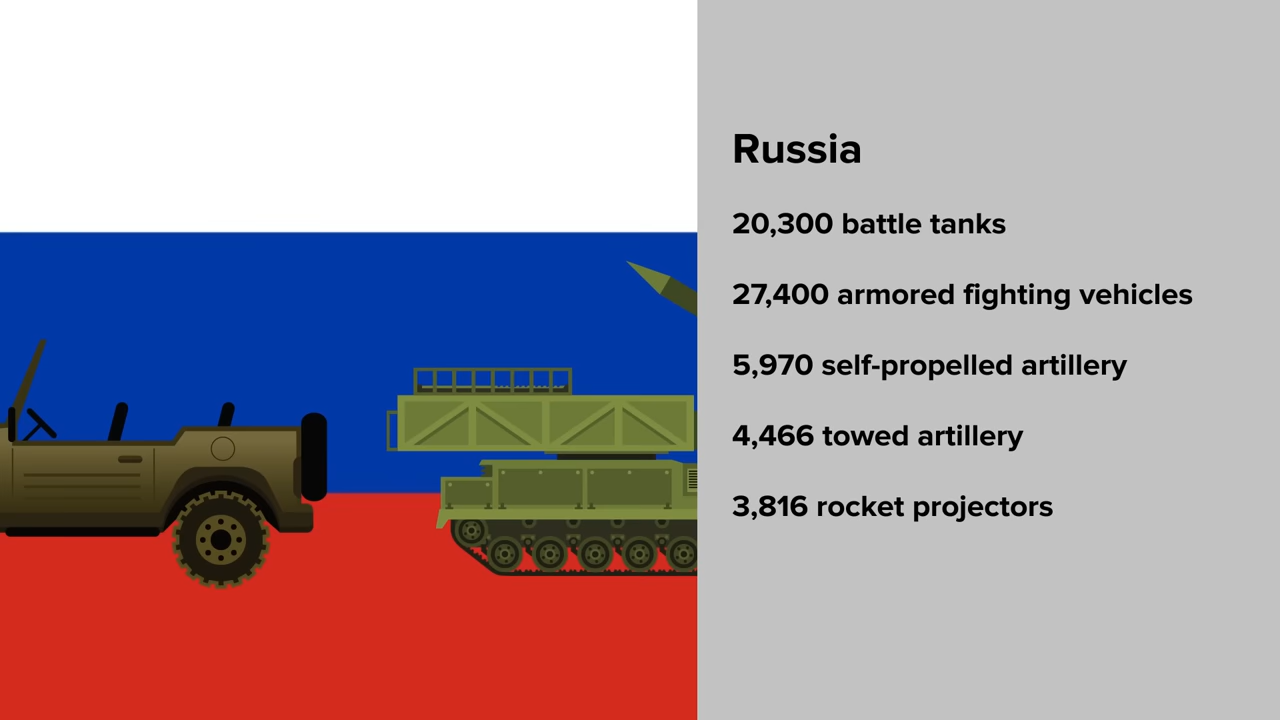 Russia
20,300 battle tanks
27,400 armored fighting vehicles
5,970 self-propelled artillery
4,466 towed artillery
3,816 rocket projectors